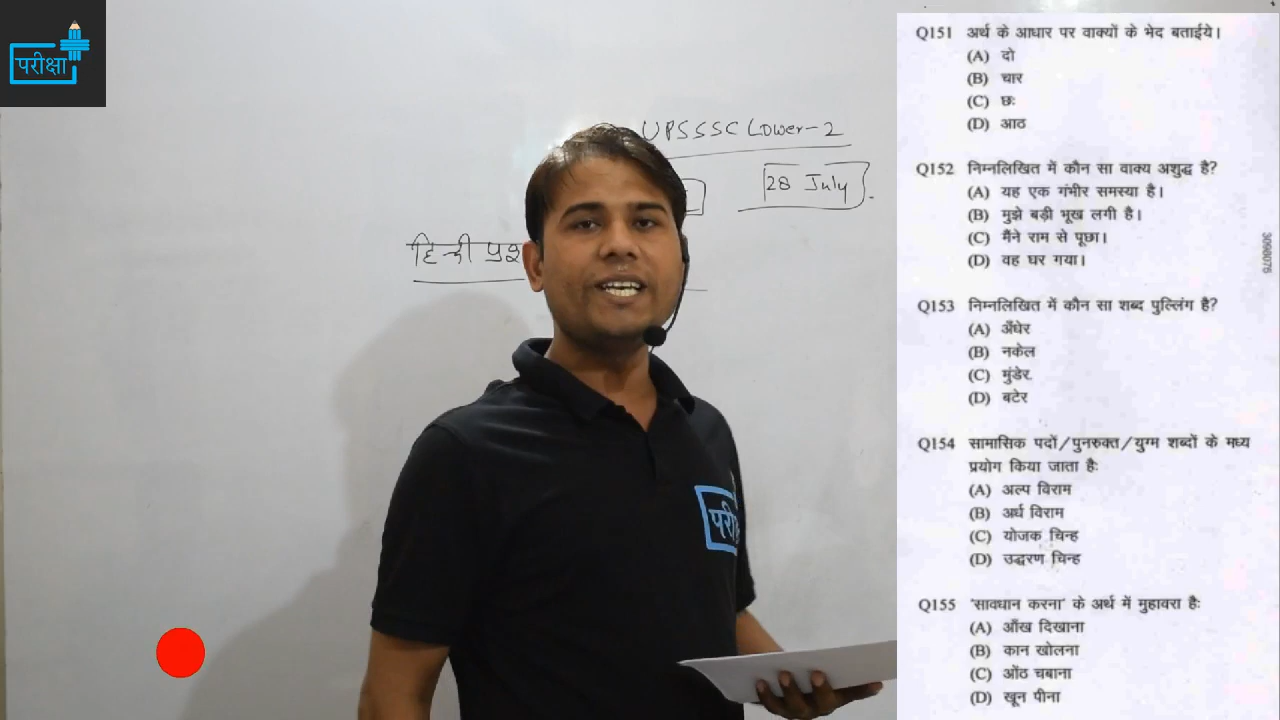 परीक्षा
UPSSSC Lower-2
28 July
हिन्दी
परी
Q151 अर्थ के आधार पर वाक्यों के भेद बताईये।
(A) दो
(B) चार
(C) छः
(D) आठ
Q152 निम्नलिखित में कौन सा वाक्य अशुद्ध है?
(A) यह एक गंभीर समस्या है।
(B) मुझे बड़ी भूख लगी है।
(C) मैंने राम से पूछा।
(D) वह घर गया।
Q153 निम्नलिखित में कौन सा शब्द पुल्लिंग है?
(A) अँधेर
(B) नकेल
(C) मुंडेर
(D) बटेर
Q154 सामासिक पदों/पुनरुक्त/युग्म शब्दों के मध्य
प्रयोग किया जाता हैः
(A) अल्प विराम
(B) अर्ध विराम
(C) योजक चिन्ह
(D) उद्धरण चिन्ह
Q155 'सावधान करना' के अर्थ में मुहावरा हैः
(A) आँख दिखाना
(B) कान खोलना
(C) ओंठ चबाना
(D) खून पीना